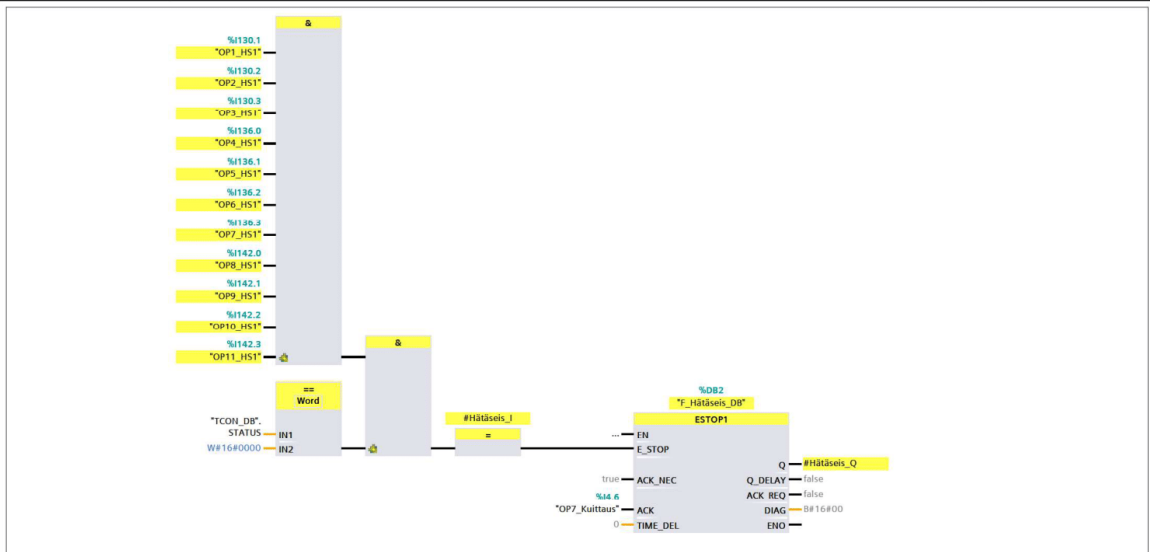 &
%I130.1
"OP1_HS1"
%I130.2
"OP2_HS1"
%I130.3
"OP3_HS1"
%I136.0
"OP4_HS1"
%I136.1
"OP5_HS1"
%I136.2
"OP6_HS1"
%I136.3
"OP7_HS1"
%I142.0
"OP8_HS1"
%I142.1
"OP9_HS1"
%I142.2
"OP10_HS1"
%I142.3
"OP11_HS1"
&
==
Word
"TCON_DB".
STATUS IN1
W#16#0000 IN2
#Hätäseis_I
=
%DB2
"F_Hätäseis_DB"
ESTOP1
... EN
E_STOP
Q #Hätäseis_Q
true ACK_NEC Q_DELAY false
%I4.6
ACK_REQ false
"OP7_Kuittaus" ACK DIAG B#16#00
0 TIME_DEL ENO